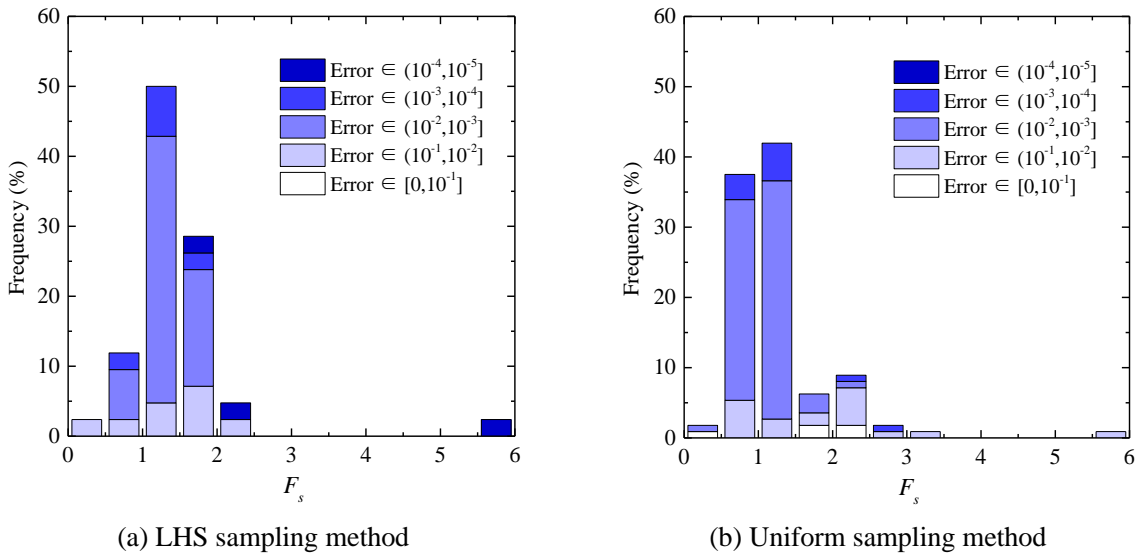 60
50
40
30
20
10
0
Frequency (%)
Error ∈ (10⁻⁴,10⁻⁵]
Error ∈ (10⁻³,10⁻⁴]
Error ∈ (10⁻²,10⁻³]
Error ∈ (10⁻¹,10⁻²]
Error ∈ [0,10⁻¹]
0 1 2 3 4 5 6
Fₛ
(a) LHS sampling method
60
50
40
30
20
10
0
Frequency (%)
Error ∈ (10⁻⁴,10⁻⁵]
Error ∈ (10⁻³,10⁻⁴]
Error ∈ (10⁻²,10⁻³]
Error ∈ (10⁻¹,10⁻²]
Error ∈ [0,10⁻¹]
0 1 2 3 4 5 6
Fₛ
(b) Uniform sampling method